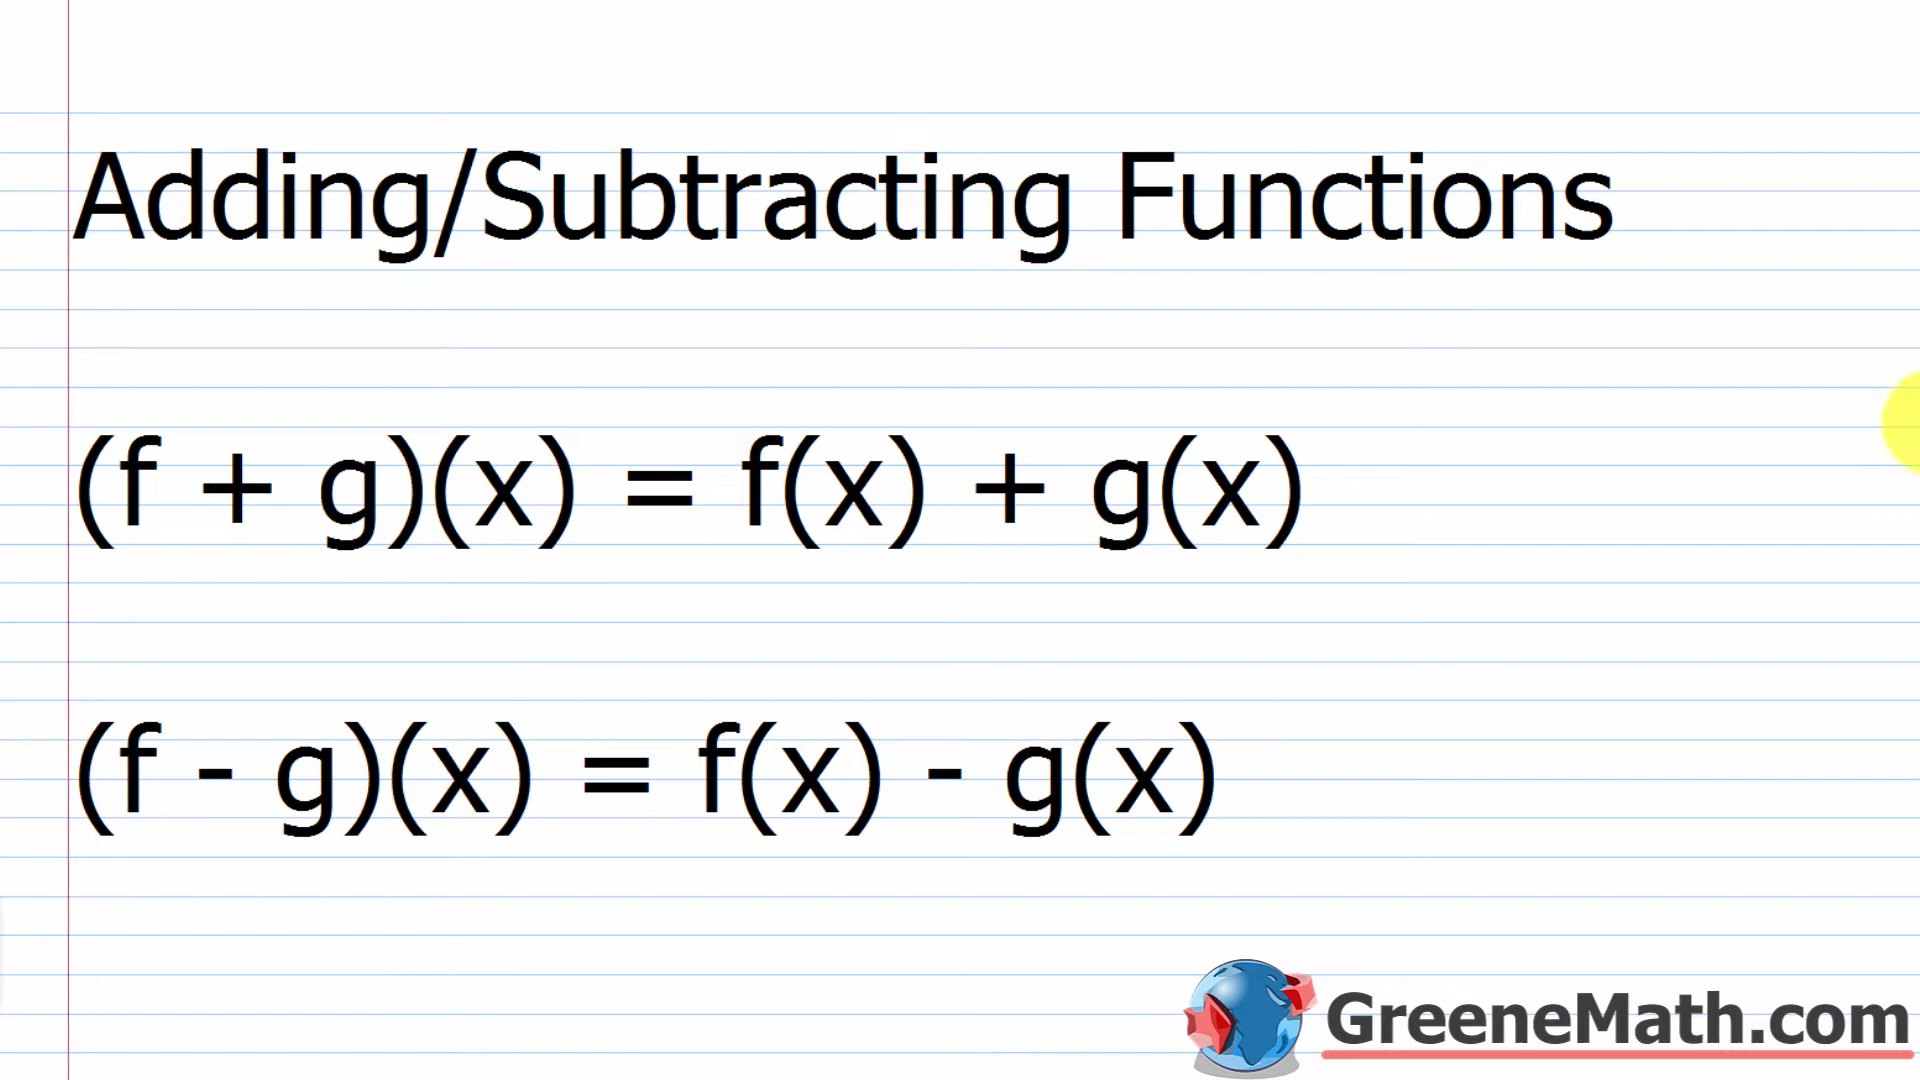 Adding/Subtracting Functions
(f + g)(x) = f(x) + g(x)
(f - g)(x) = f(x) - g(x)
GreeneMath.com